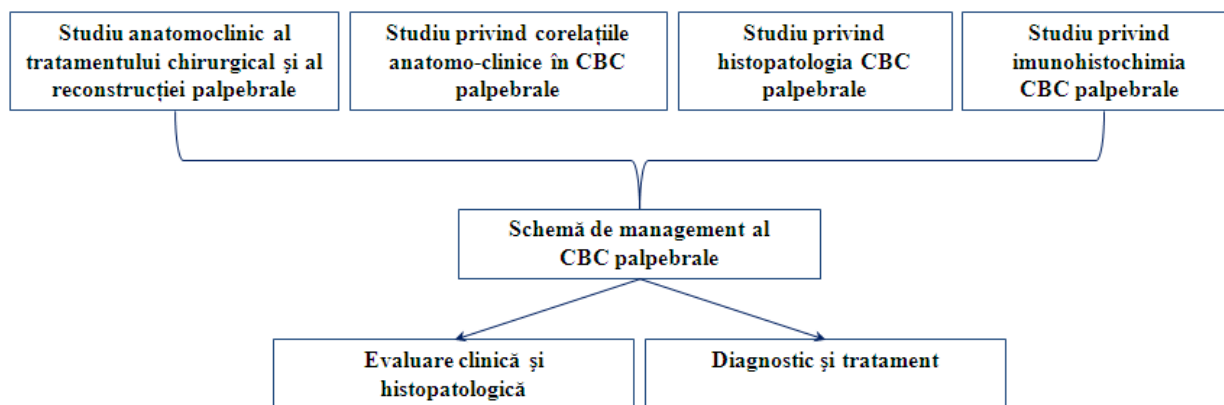 Studiu anatomoclinic al
tratamentului chirurgical și al
reconstrucției palpebrale
Studiu privind corelațiile
anatomo-clinice în CBC
palpebrale
Studiu privind
histopatologia CBC
palpebrale
Studiu privind
imunohistochimia
CBC palpebrale
Schemă de management al
CBC palpebrale
Evaluare clinică și
histopatologică
Diagnostic și tratament